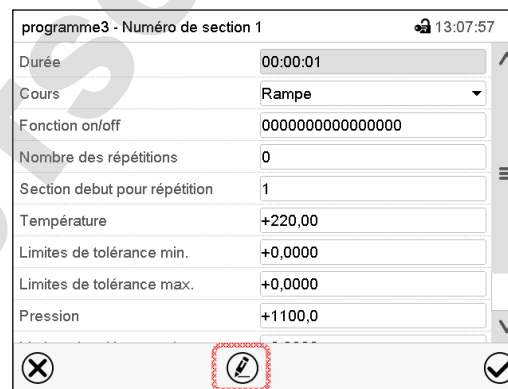 programme3 - Numéro de section 1 13:07:57
Durée 00:00:01
Cours Rampe
Fonction on/off 0000000000000000
Nombre des répétitions 0
Section debut pour répétition 1
Température +220,00
Limites de tolérance min. +0,0000
Limites de tolérance max. +0,0000
Pression +1100,0